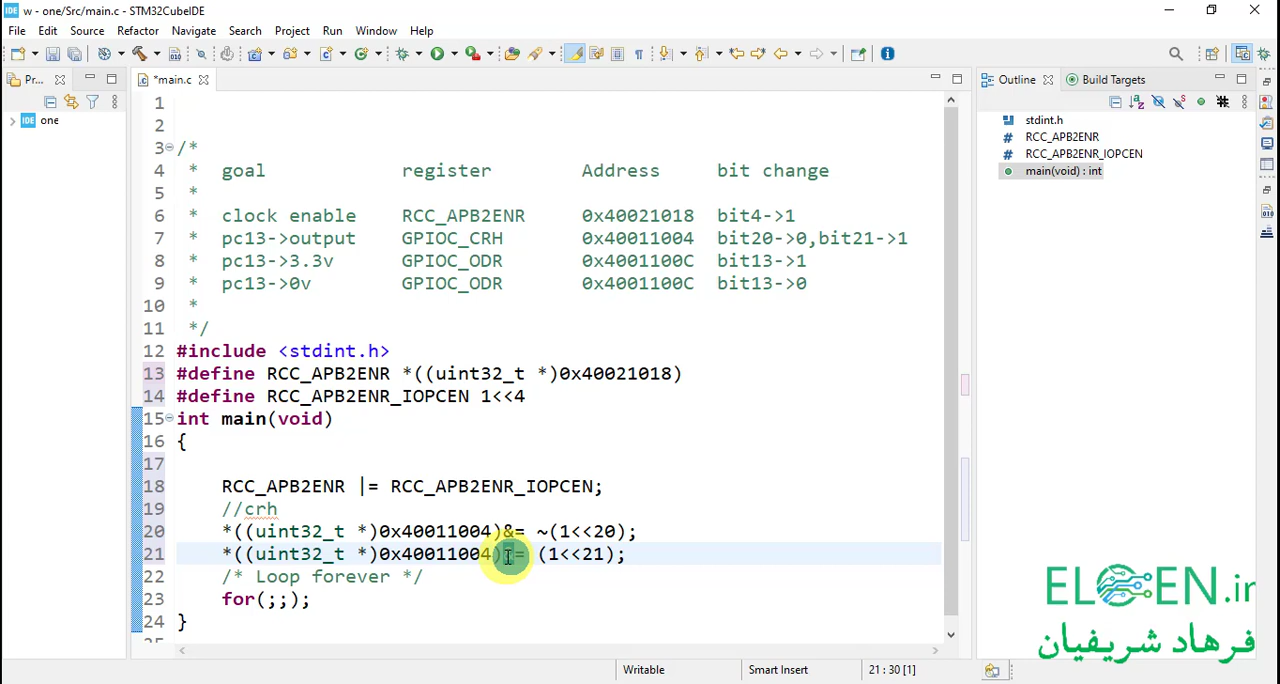 w - one/Src/main.c - STM32CubeIDE
File Edit Source Refactor Navigate Search Project Run Window Help
Pr... *main.c Outline Build Targets
one
stdint.h
RCC_APB2ENR
RCC_APB2ENR_IOPCEN
main(void) : int
1
2
3 /*
4 * goal register Address bit change
5 *
6 * clock enable RCC_APB2ENR 0x40021018 bit4->1
7 * pc13->output GPIOC_CRH 0x40011004 bit20->0,bit21->1
8 * pc13->3.3v GPIOC_ODR 0x4001100C bit13->1
9 * pc13->0v GPIOC_ODR 0x4001100C bit13->0
10 *
11 */
12 #include <stdint.h>
13 #define RCC_APB2ENR *((uint32_t *)0x40021018)
14 #define RCC_APB2ENR_IOPCEN 1<<4
15 int main(void)
16 {
17
18 RCC_APB2ENR |= RCC_APB2ENR_IOPCEN;
19 //crh
20 *((uint32_t *)0x40011004)&= ~(1<<20);
21 *((uint32_t *)0x40011004)|= (1<<21);
22 /* Loop forever */
23 for(;;);
24 }
ELOEN.ir
فرهاد شریفیان
Writable Smart Insert 21 : 30 [1]